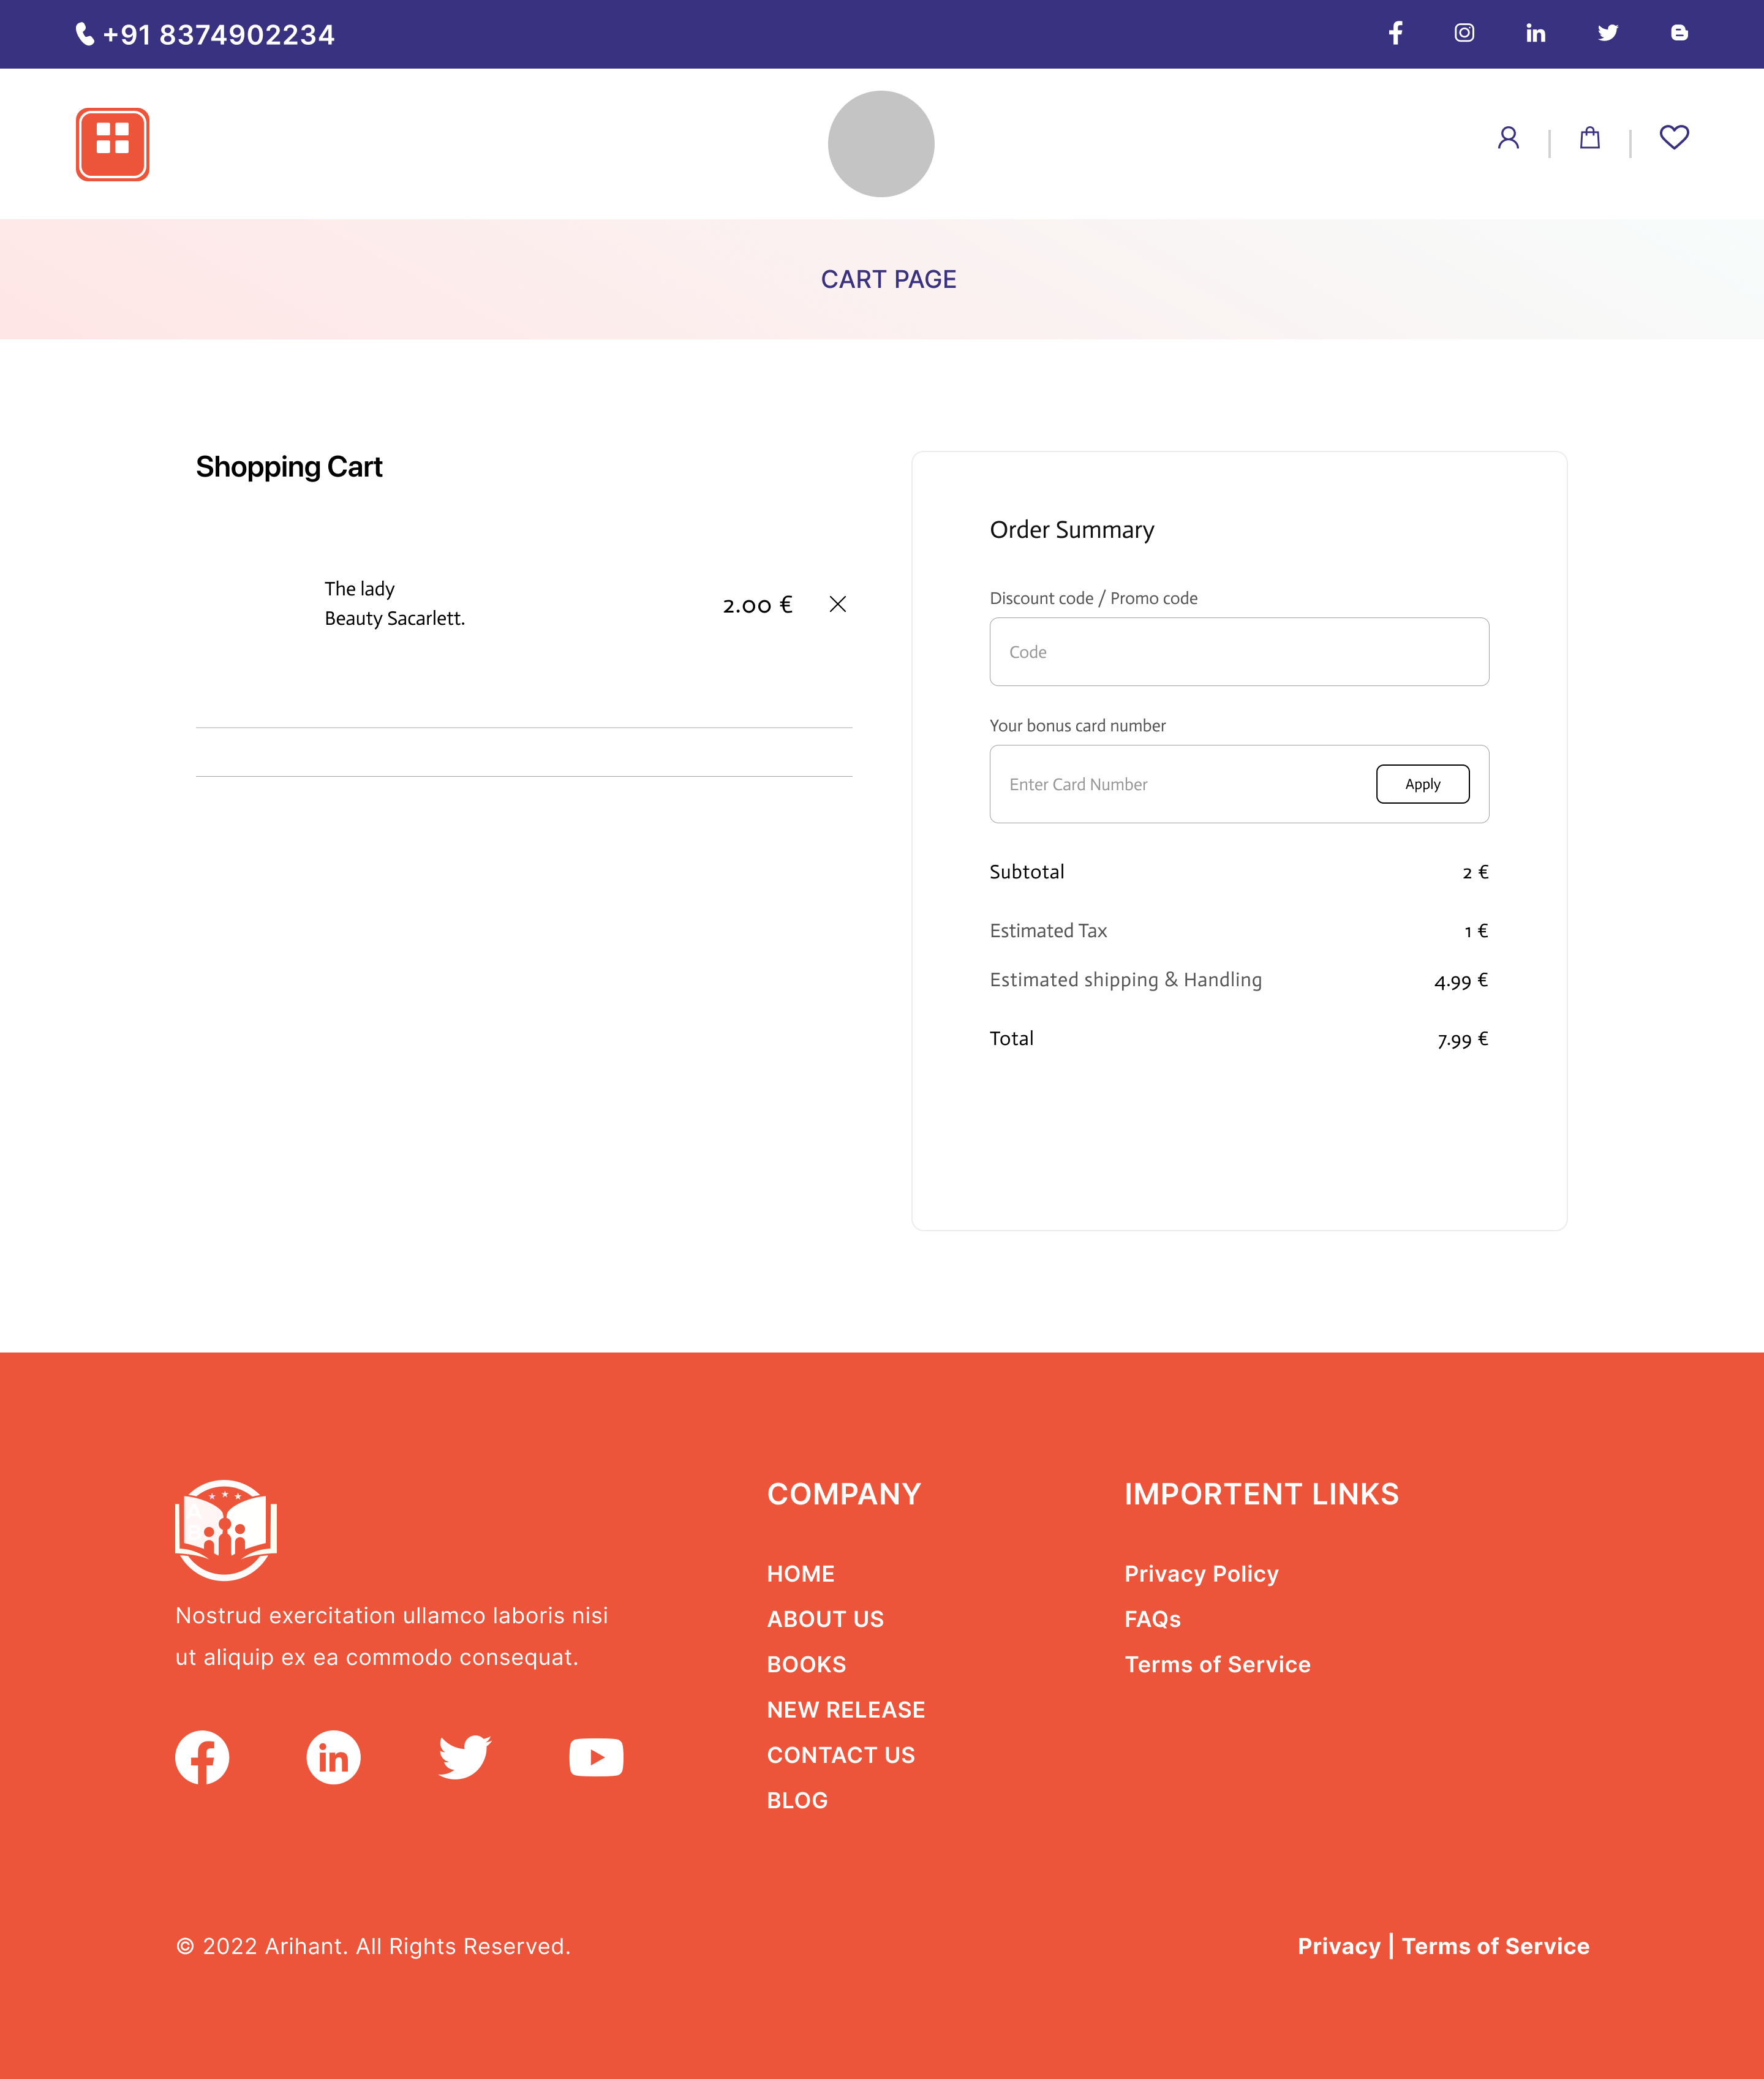 +91 8374902234
CART PAGE
Shopping Cart
The lady
Beauty Sacarlett.
2.00 €
Order Summary
Discount code / Promo code
Code
Your bonus card number
Enter Card Number
Apply
Subtotal 2 €
Estimated Tax 1 €
Estimated shipping & Handling 4.99 €
Total 7.99 €
Nostrud exercitation ullamco laboris nisi
ut aliquip ex ea commodo consequat.
COMPANY
HOME
ABOUT US
BOOKS
NEW RELEASE
CONTACT US
BLOG
IMPORTENT LINKS
Privacy Policy
FAQs
Terms of Service
© 2022 Arihant. All Rights Reserved.
Privacy | Terms of Service